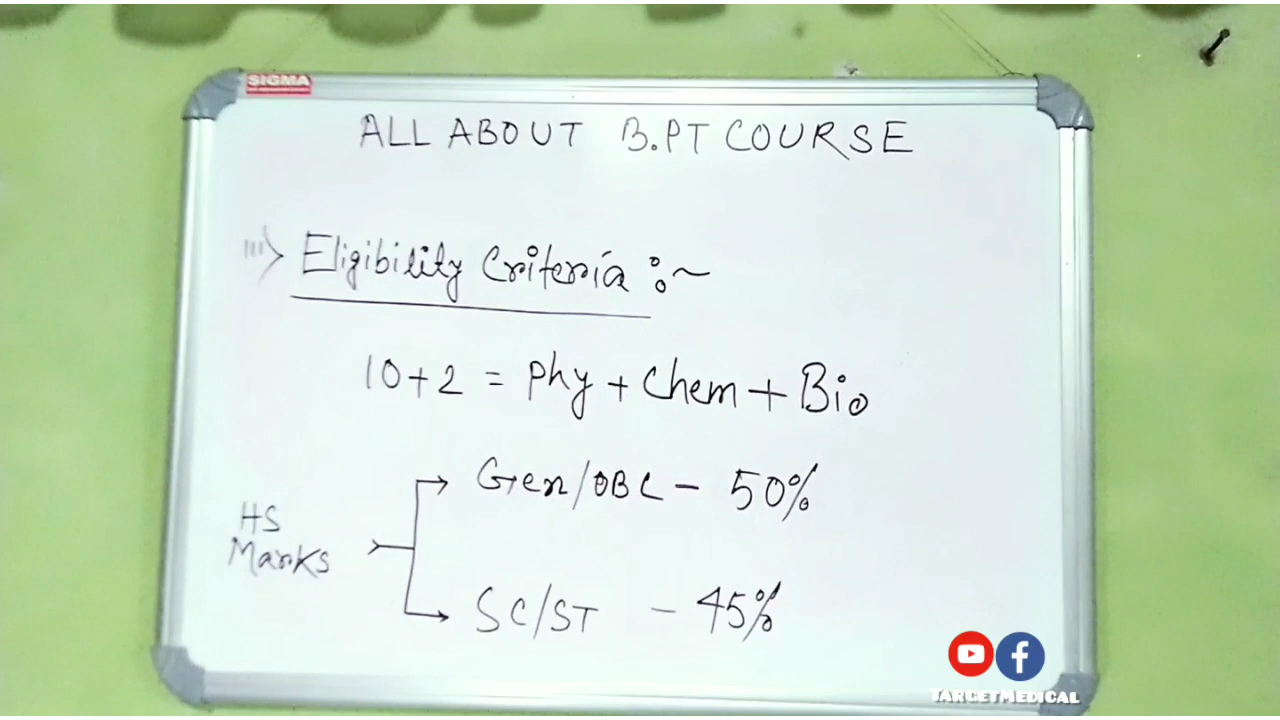 SIGMA
ALL ABOUT B.PT COURSE
Eligibility Criteria :~
10+2 = Phy + Chem + Bio
Gen/OBC - 50%
HS
Marks
SC/ST - 45%
TARGETMEDICAL